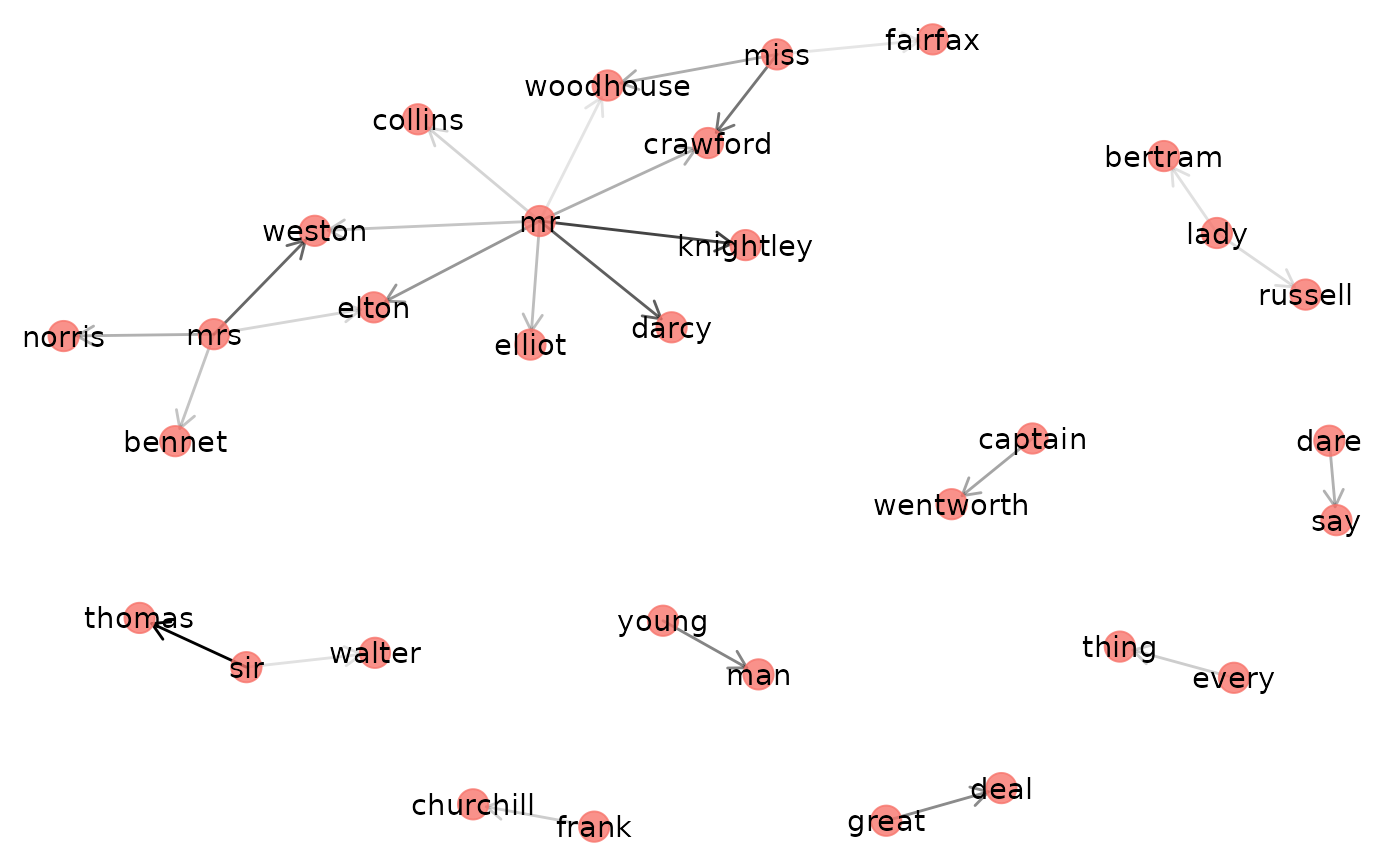 fairfax
miss
woodhouse
collins
crawford
bertram
mr
weston
lady
knightley
russell
elton
darcy
norris
mrs
elliot
bennet
captain
dare
wentworth
say
thomas
young
thing
walter
sir
man
every
deal
churchill
great
frank